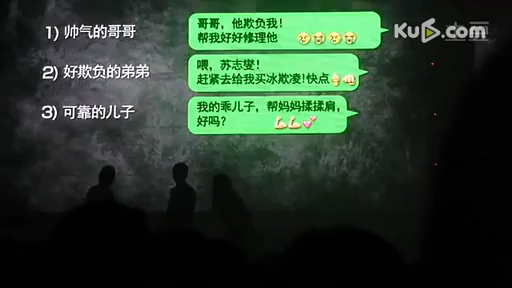 Ku6.com
1) 帅气的哥哥
哥哥，他欺负我！
帮我好好修理他
2) 好欺负的弟弟
喂，苏志燮！
赶紧去给我买冰欺凌！快点
3) 可靠的儿子
我的乖儿子，帮妈妈揉揉肩，
好吗？